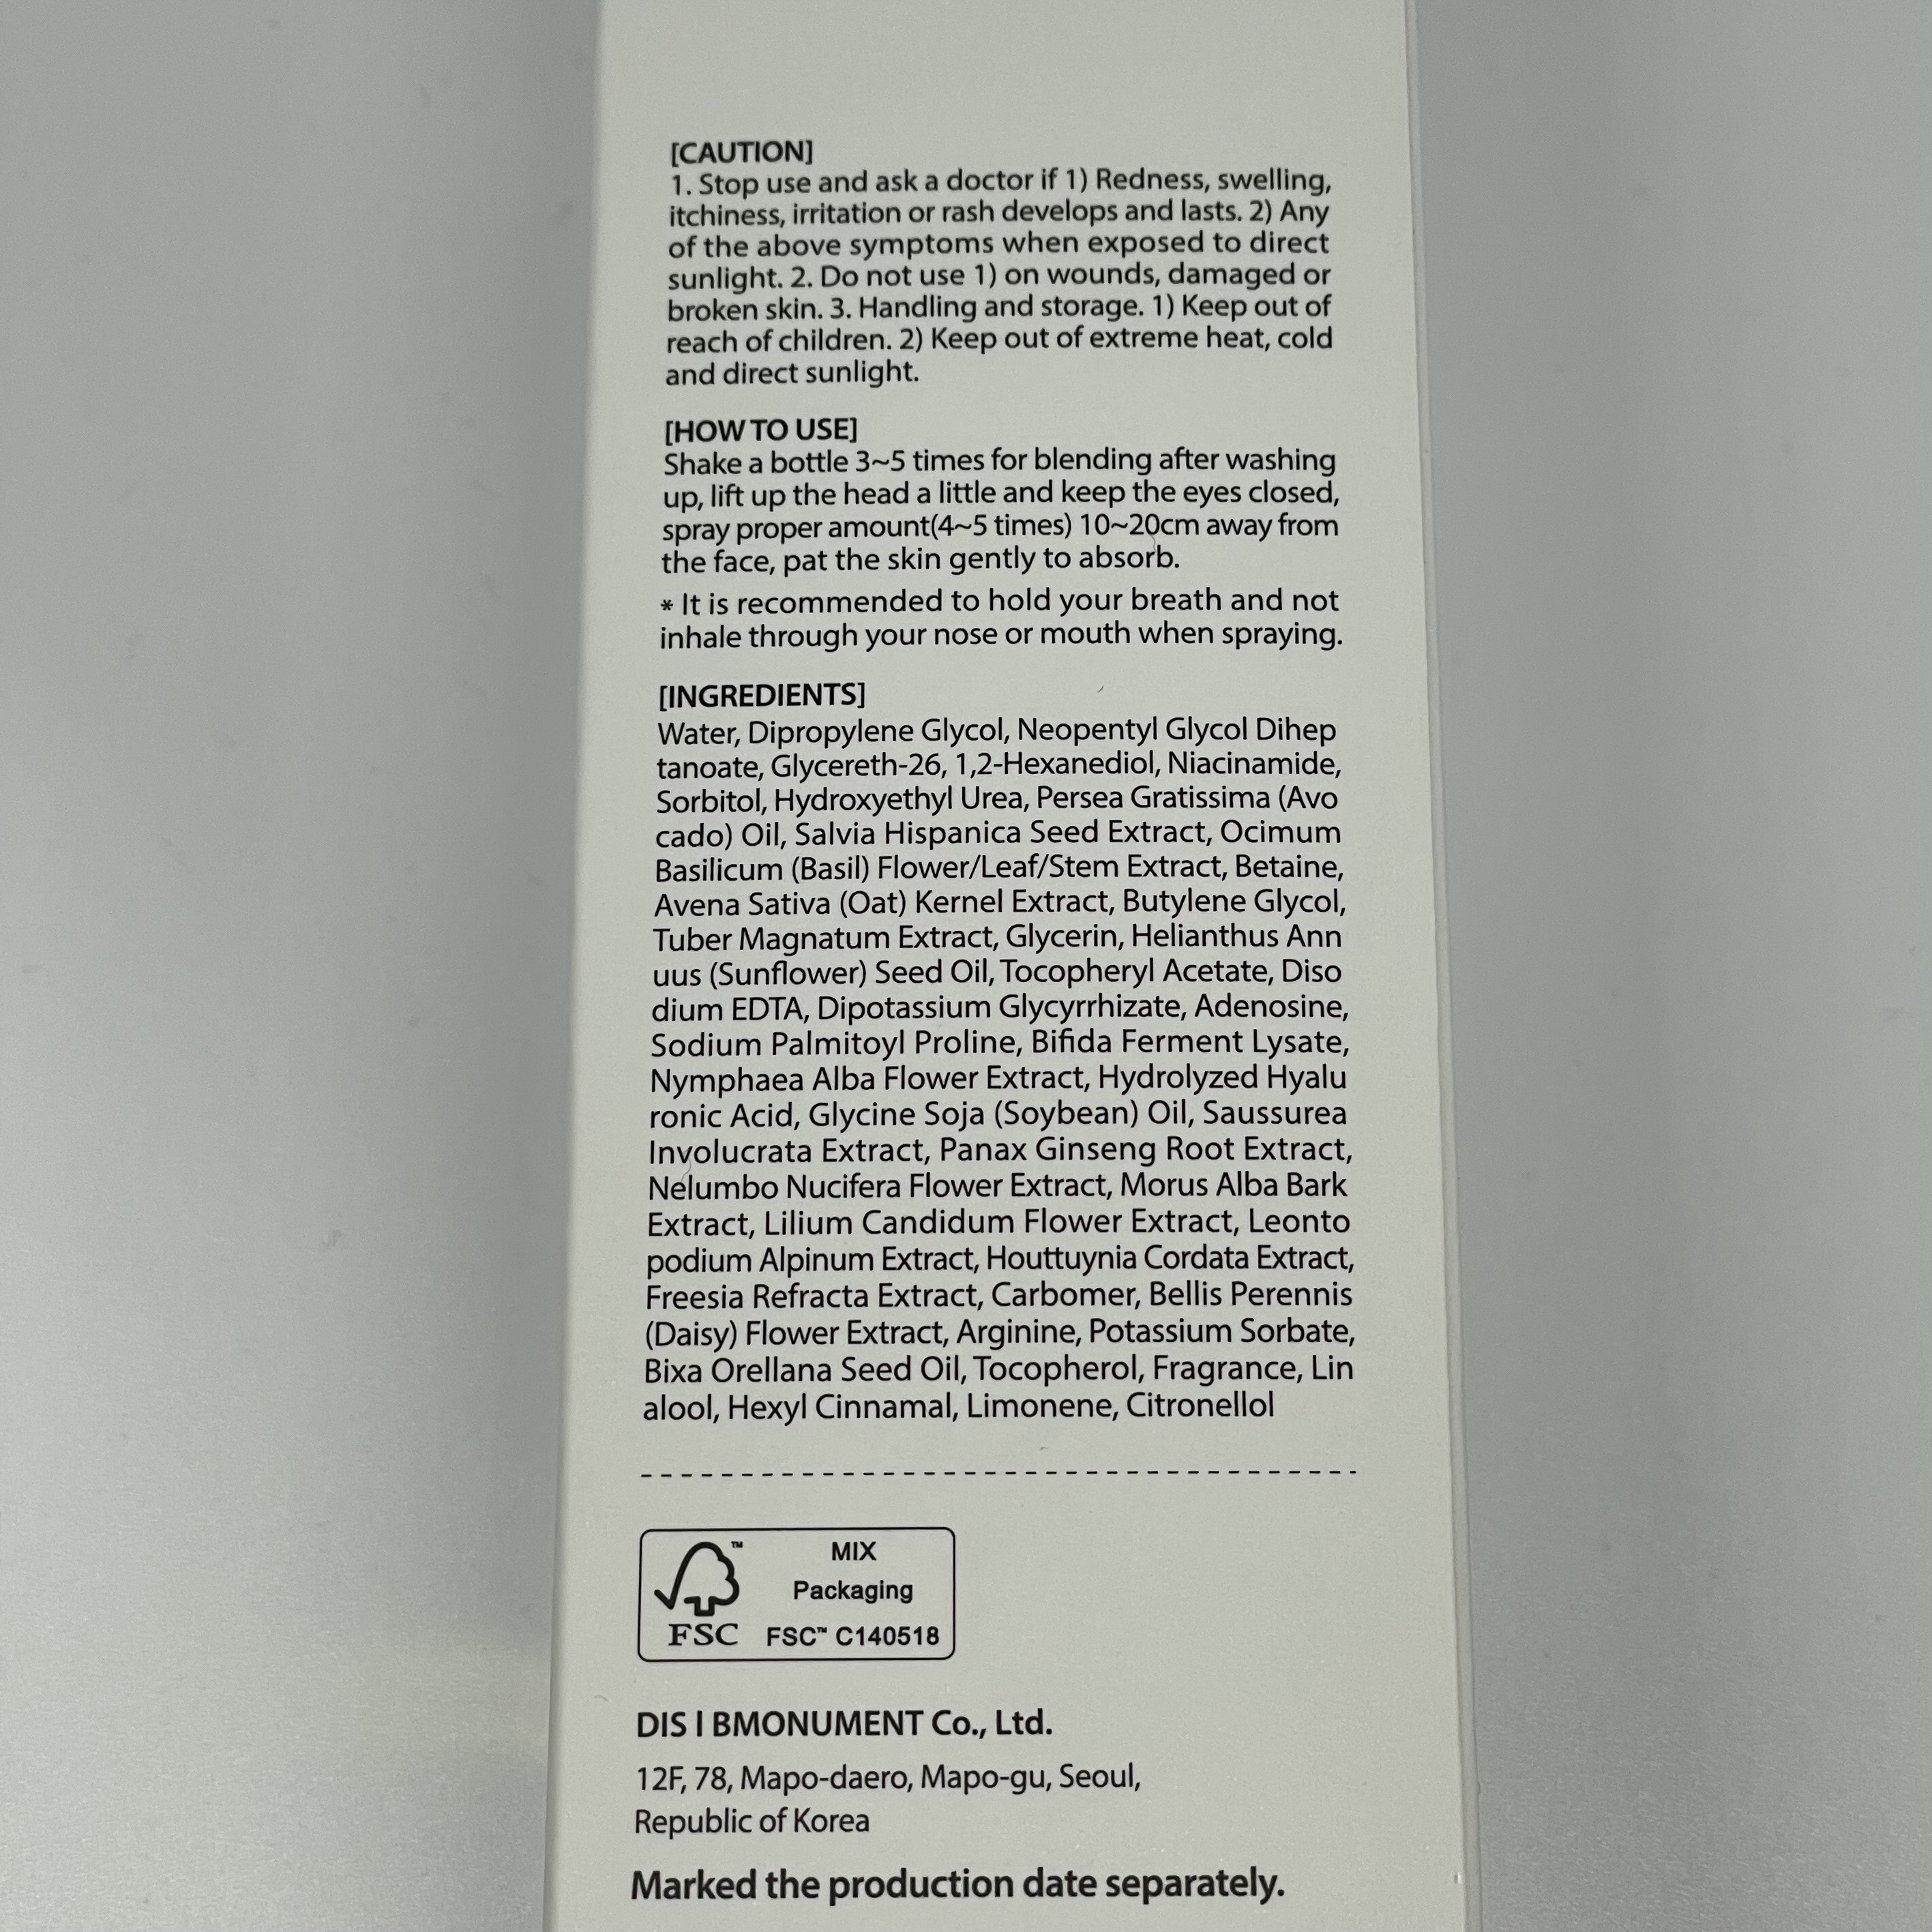 [CAUTION]
1. Stop use and ask a doctor if 1) Redness, swelling,
itchiness, irritation or rash develops and lasts. 2) Any
of the above symptoms when exposed to direct
sunlight. 2. Do not use 1) on wounds, damaged or
broken skin. 3. Handling and storage. 1) Keep out of
reach of children. 2) Keep out of extreme heat, cold
and direct sunlight.
[HOW TO USE]
Shake a bottle 3~5 times for blending after washing
up, lift up the head a little and keep the eyes closed,
spray proper amount(4~5 times) 10~20cm away from
the face, pat the skin gently to absorb.
* It is recommended to hold your breath and not
inhale through your nose or mouth when spraying.
[INGREDIENTS]
Water, Dipropylene Glycol, Neopentyl Glycol Dihep
tanoate, Glycereth-26, 1,2-Hexanediol, Niacinamide,
Sorbitol, Hydroxyethyl Urea, Persea Gratissima (Avo
cado) Oil, Salvia Hispanica Seed Extract, Ocimum
Basilicum (Basil) Flower/Leaf/Stem Extract, Betaine,
Avena Sativa (Oat) Kernel Extract, Butylene Glycol,
Tuber Magnatum Extract, Glycerin, Helianthus Ann
uus (Sunflower) Seed Oil, Tocopheryl Acetate, Diso
dium EDTA, Dipotassium Glycyrrhizate, Adenosine,
Sodium Palmitoyl Proline, Bifida Ferment Lysate,
Nymphaea Alba Flower Extract, Hydrolyzed Hyalu
ronic Acid, Glycine Soja (Soybean) Oil, Saussurea
Involucrata Extract, Panax Ginseng Root Extract,
Nelumbo Nucifera Flower Extract, Morus Alba Bark
Extract, Lilium Candidum Flower Extract, Leonto
podium Alpinum Extract, Houttuynia Cordata Extract,
Freesia Refracta Extract, Carbomer, Bellis Perennis
(Daisy) Flower Extract, Arginine, Potassium Sorbate,
Bixa Orellana Seed Oil, Tocopherol, Fragrance, Lin
alool, Hexyl Cinnamal, Limonene, Citronellol
MIX
Packaging
FSC FSC™ C140518
DIS I BMONUMENT Co., Ltd.
12F, 78, Mapo-daero, Mapo-gu, Seoul,
Republic of Korea
Marked the production date separately.